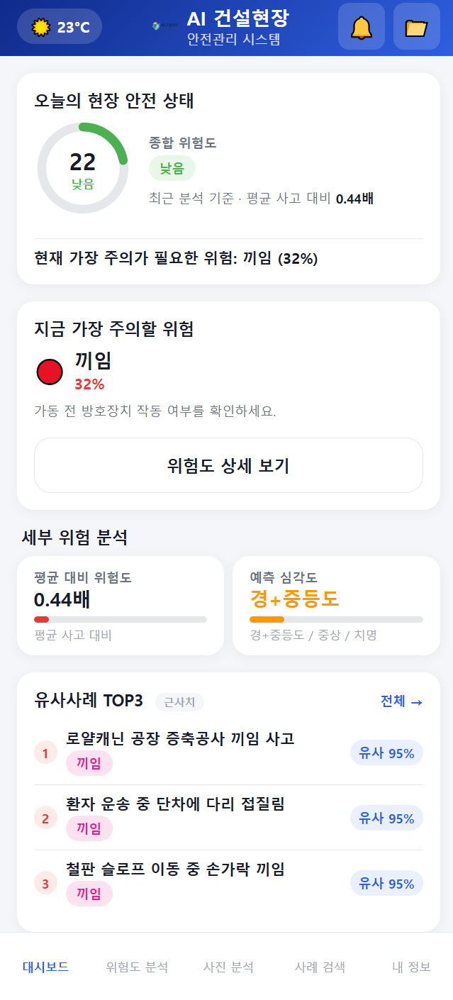 23°C
AI 건설현장
안전관리 시스템
오늘의 현장 안전 상태
22
낮음
종합 위험도
낮음
최근 분석 기준 · 평균 사고 대비 0.44배
현재 가장 주의가 필요한 위험: 끼임 (32%)
지금 가장 주의할 위험
끼임
32%
가동 전 방호장치 작동 여부를 확인하세요.
위험도 상세 보기
세부 위험 분석
평균 대비 위험도
0.44배
평균 사고 대비
예측 심각도
경+중등도
경+중등도 / 중상 / 치명
유사사례 TOP3 근사치 전체 →
1 로얄캐닌 공장 증축공사 끼임 사고
끼임
유사 95%
2 환자 운송 중 단차에 다리 접질림
끼임
유사 95%
3 철판 슬로프 이동 중 손가락 끼임
끼임
유사 95%
대시보드 위험도 분석 사진 분석 사례 검색 내 정보